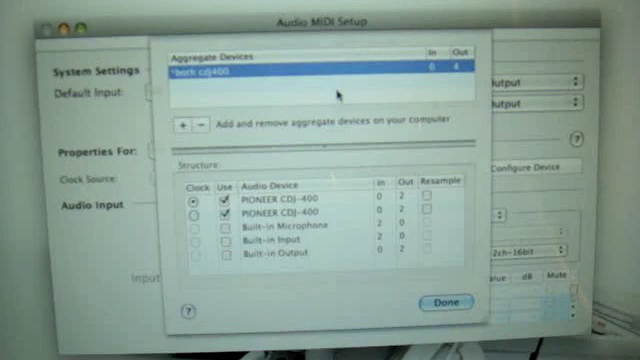 Audio MIDI Setup
Aggregate Devices In Out
*both cdj400 0 4
System Settings
Default Input:
Output
Output
+ − Add and remove aggregate devices on your computer
?
Properties For:
Structure:
Configure Device
Clock Source:
Clock Use Audio Device In Out Resample
PIONEER CDJ-400 0 2
Audio Input
PIONEER CDJ-400 0 2
Built-in Microphone 2 0
Built-in Input 2 0
2ch-16bit
Built-in Output 0 2
Input
Value dB Mute
? Done